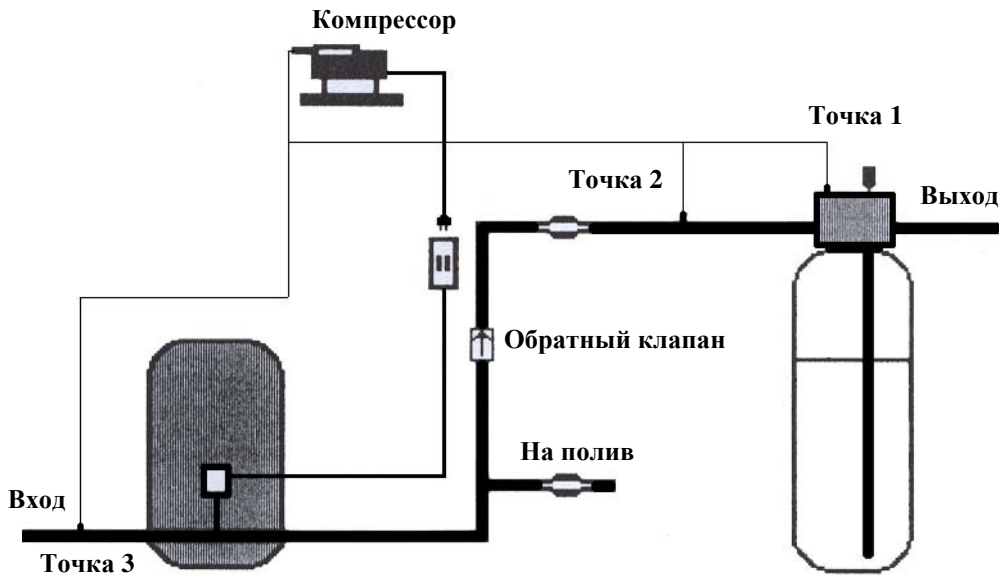 Компрессор
Точка 1
Точка 2
Выход
Обратный клапан
На полив
Вход
Точка 3